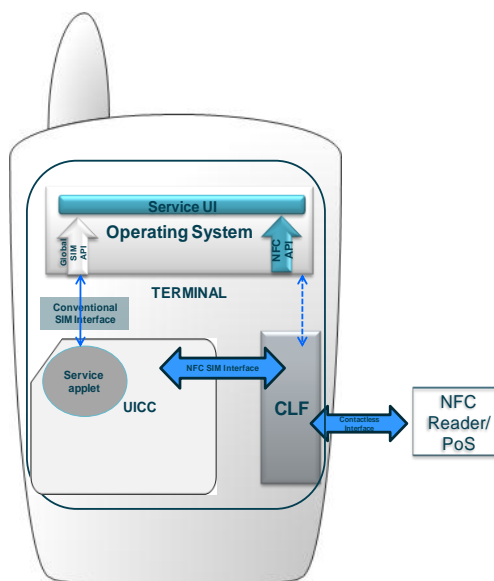 Service UI
Operating System
Global
SIM
API
NFC
API
TERMINAL
Conventional
SIM Interface
Service
applet
UICC
NFC SIM Interface
CLF
Contactless
Interface
NFC
Reader/
PoS